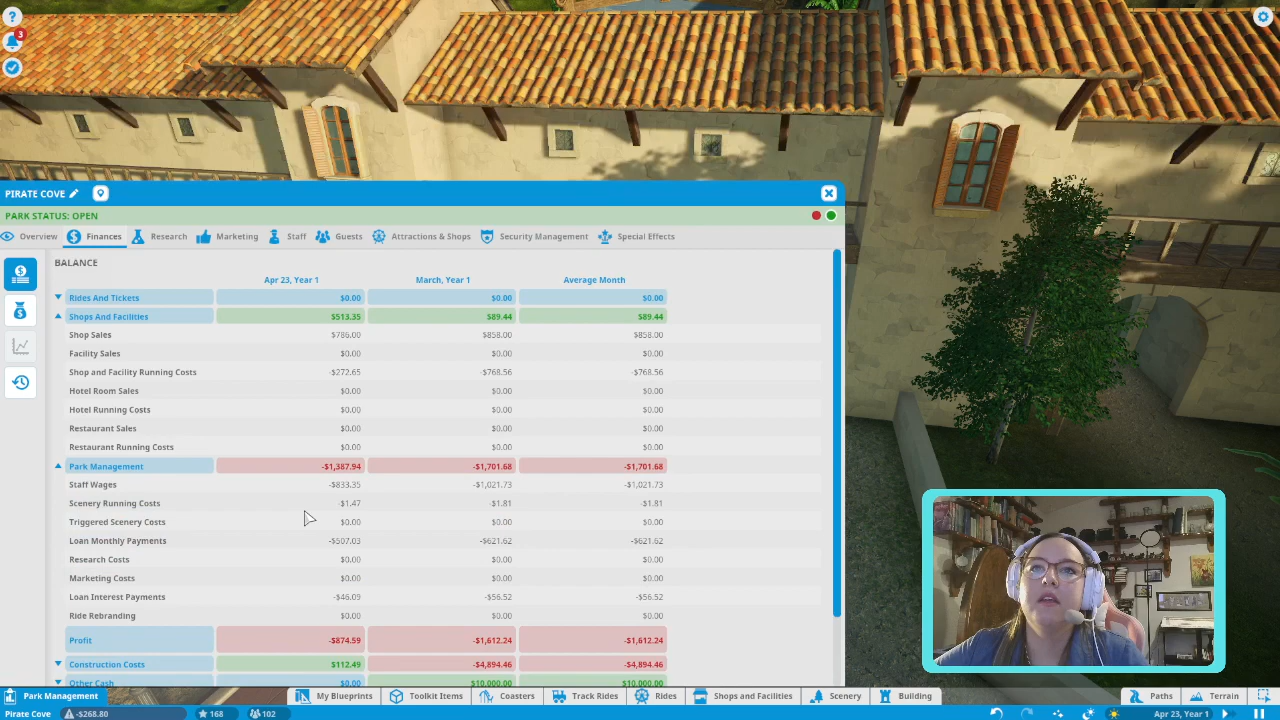 ?
3
PIRATE COVE
PARK STATUS: OPEN
Overview Finances Research Marketing Staff Guests Attractions & Shops Security Management Special Effects
BALANCE
Apr 23, Year 1 March, Year 1 Average Month
Rides And Tickets $0.00 $0.00 $0.00
Shops And Facilities $513.35 $89.44 $89.44
Shop Sales $786.00 $858.00 $858.00
Facility Sales $0.00 $0.00 $0.00
Shop and Facility Running Costs -$272.65 -$768.56 -$768.56
Hotel Room Sales $0.00 $0.00 $0.00
Hotel Running Costs $0.00 $0.00 $0.00
Restaurant Sales $0.00 $0.00 $0.00
Restaurant Running Costs $0.00 $0.00 $0.00
Park Management -$1,387.94 -$1,701.68 -$1,701.68
Staff Wages -$833.35 -$1,021.73 -$1,021.73
Scenery Running Costs -$1.47 -$1.81 -$1.81
Triggered Scenery Costs $0.00 $0.00 $0.00
Loan Monthly Payments -$507.03 -$621.62 -$621.62
Research Costs $0.00 $0.00 $0.00
Marketing Costs $0.00 $0.00 $0.00
Loan Interest Payments -$46.09 -$56.52 -$56.52
Ride Rebranding $0.00 $0.00 $0.00
Profit -$874.59 -$1,612.24 -$1,612.24
Construction Costs $112.49 -$4,894.46 -$4,894.46
Other Cash $0.00 $10,000.00 $10,000.00
Park Management My Blueprints Toolkit Items Coasters Track Rides Rides Shops and Facilities Scenery Building Paths Terrain
Pirate Cove -$268.80 168 102 Apr 23, Year 1